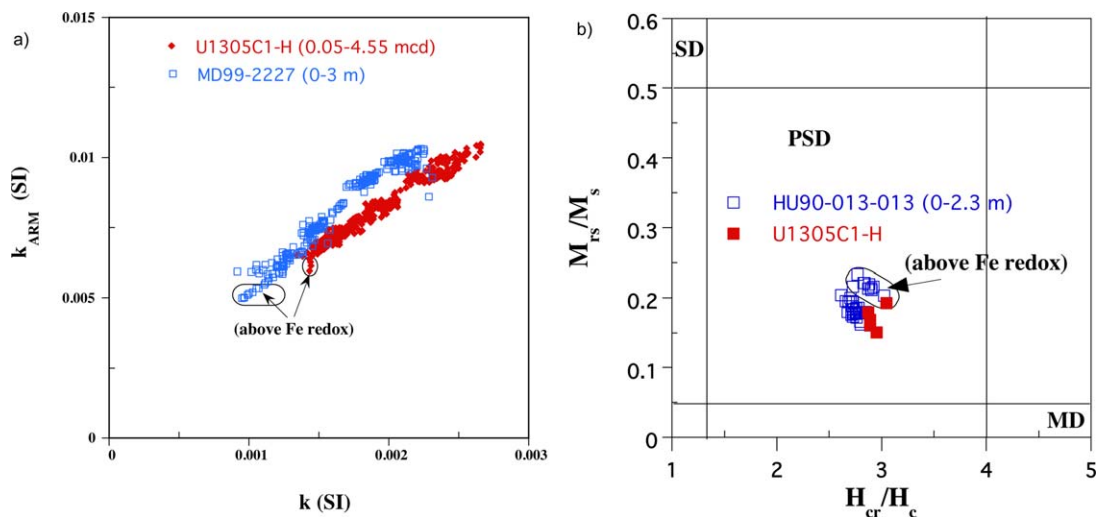 a)
0.015
U1305C1-H (0.05-4.55 mcd)
MD99-2227 (0-3 m)
0.01
k_ARM (SI)
0.005
(above Fe redox)
0
0
0.001
0.002
0.003
k (SI)
b)
0.6
SD
0.5
PSD
0.4
M_rs/M_s
HU90-013-013 (0-2.3 m)
0.3
U1305C1-H
(above Fe redox)
0.2
0.1
MD
0
1
2
3
4
5
H_cr/H_c